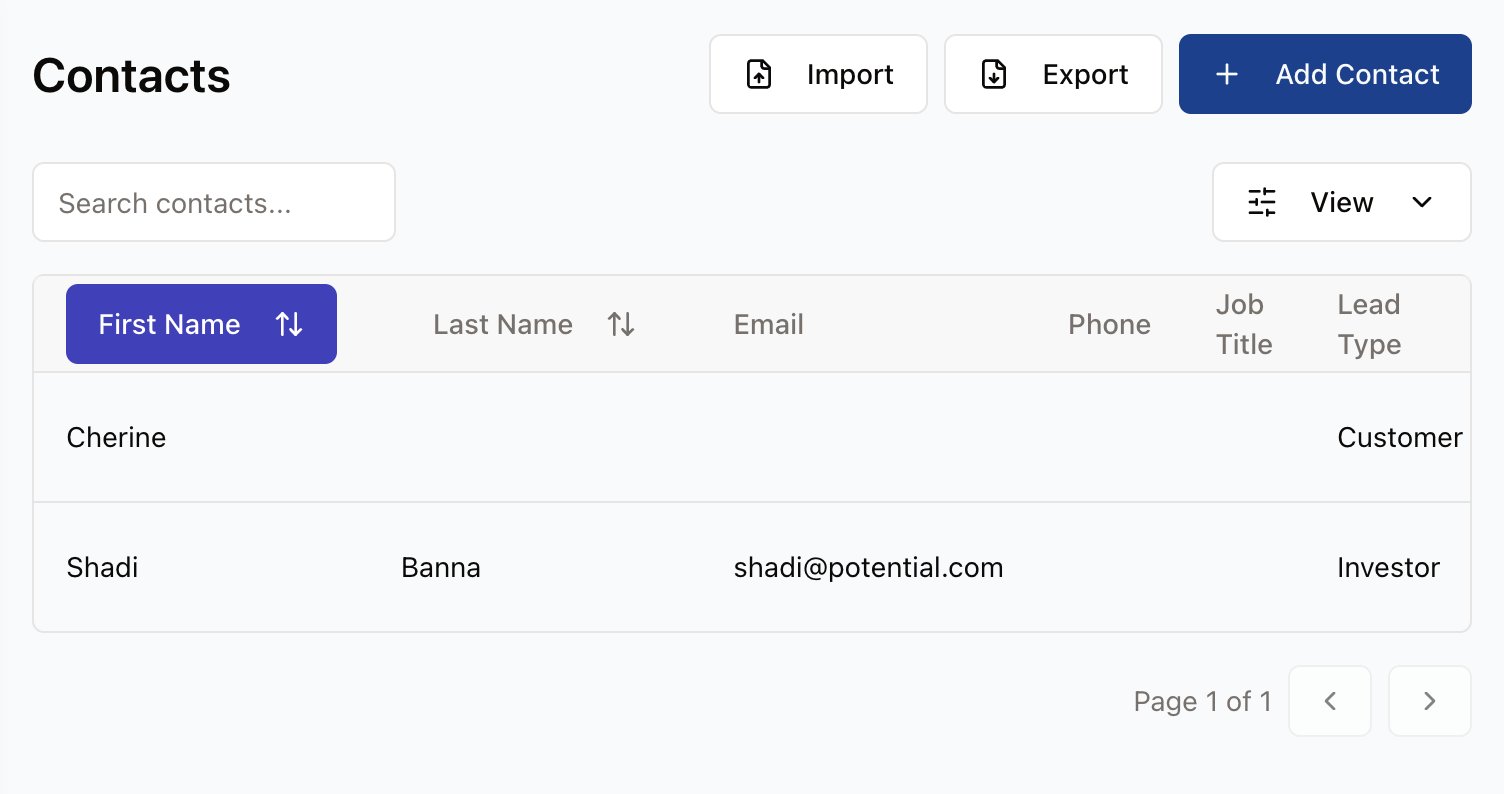 Contacts
Import
Export
Add Contact
Search contacts...
View
First Name
Last Name
Email
Phone
Job
Title
Lead
Type
Cherine
Customer
Shadi
Banna
shadi@potential.com
Investor
Page 1 of 1